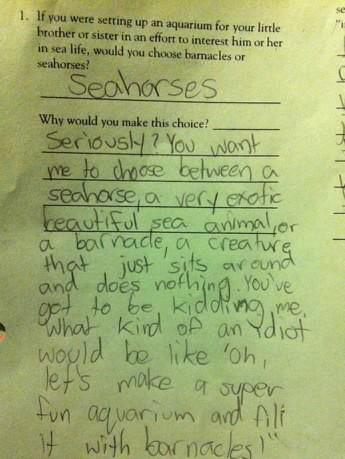 1. If you were setting up an aquarium for your little
brother or sister in an effort to interest him or her
in sea life, would you choose barnacles or
seahorses?
Seahorses
Why would you make this choice?
Seriously? You want
me to choose between a
seahorse, a very exotic
beautiful sea animal, or
a barnacle, a creature
that just sits around
and does nothing. You've
got to be kidding me.
What kind of an idiot
would be like 'oh,
let's make a super
fun aquarium and fill
it with barnacles!"
se
"i